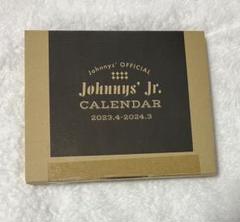 Johnnys' OFFICIAL
Johnnys' Jr.
CALENDAR
2023.4-2024.3